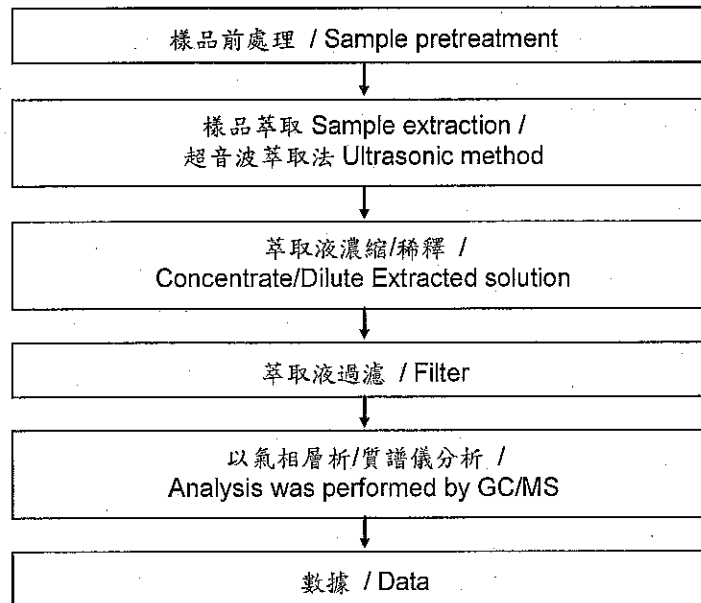 樣品前處理 / Sample pretreatment
樣品萃取 Sample extraction /
超音波萃取法 Ultrasonic method
萃取液濃縮/稀釋 /
Concentrate/Dilute Extracted solution
萃取液過濾 / Filter
以氣相層析/質譜儀分析 /
Analysis was performed by GC/MS
數據 / Data